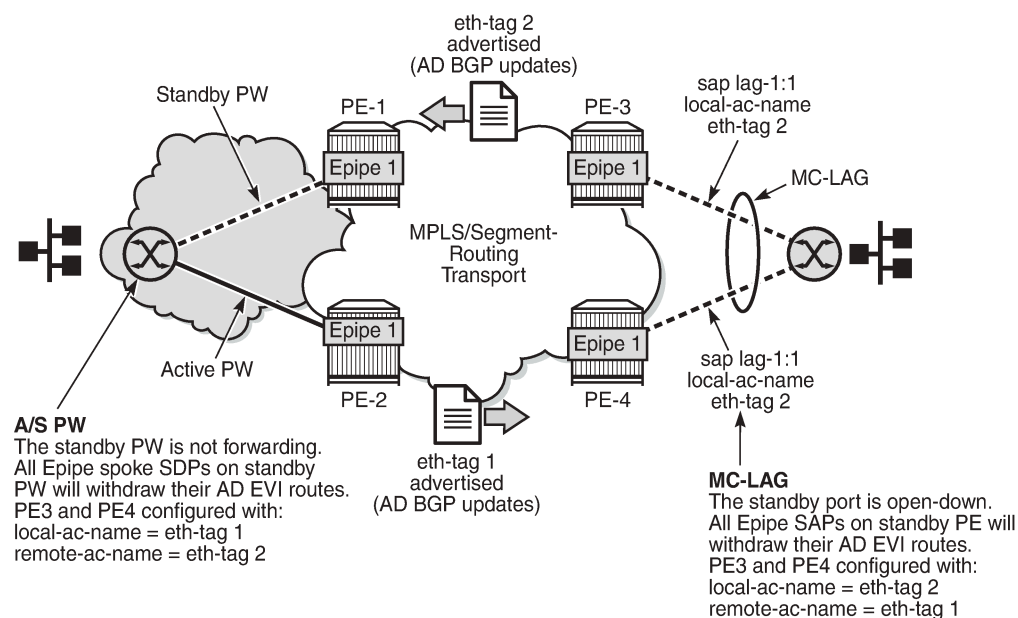 eth-tag 2
advertised
(AD BGP updates)
Standby PW
PE-1
PE-3
sap lag-1:1
local-ac-name
eth-tag 2
Epipe 1
Epipe 1
MC-LAG
MPLS/Segment-
Routing
Transport
Epipe 1
Epipe 1
Active PW
PE-2
PE-4
sap lag-1:1
local-ac-name
eth-tag 2
A/S PW
The standby PW is not forwarding.
All Epipe spoke SDPs on standby
PW will withdraw their AD EVI routes.
PE3 and PE4 configured with:
local-ac-name = eth-tag 1
remote-ac-name = eth-tag 2
eth-tag 1
advertised
(AD BGP updates)
MC-LAG
The standby port is open-down.
All Epipe SAPs on standby PE will
withdraw their AD EVI routes.
PE3 and PE4 configured with:
local-ac-name = eth-tag 2
remote-ac-name = eth-tag 1